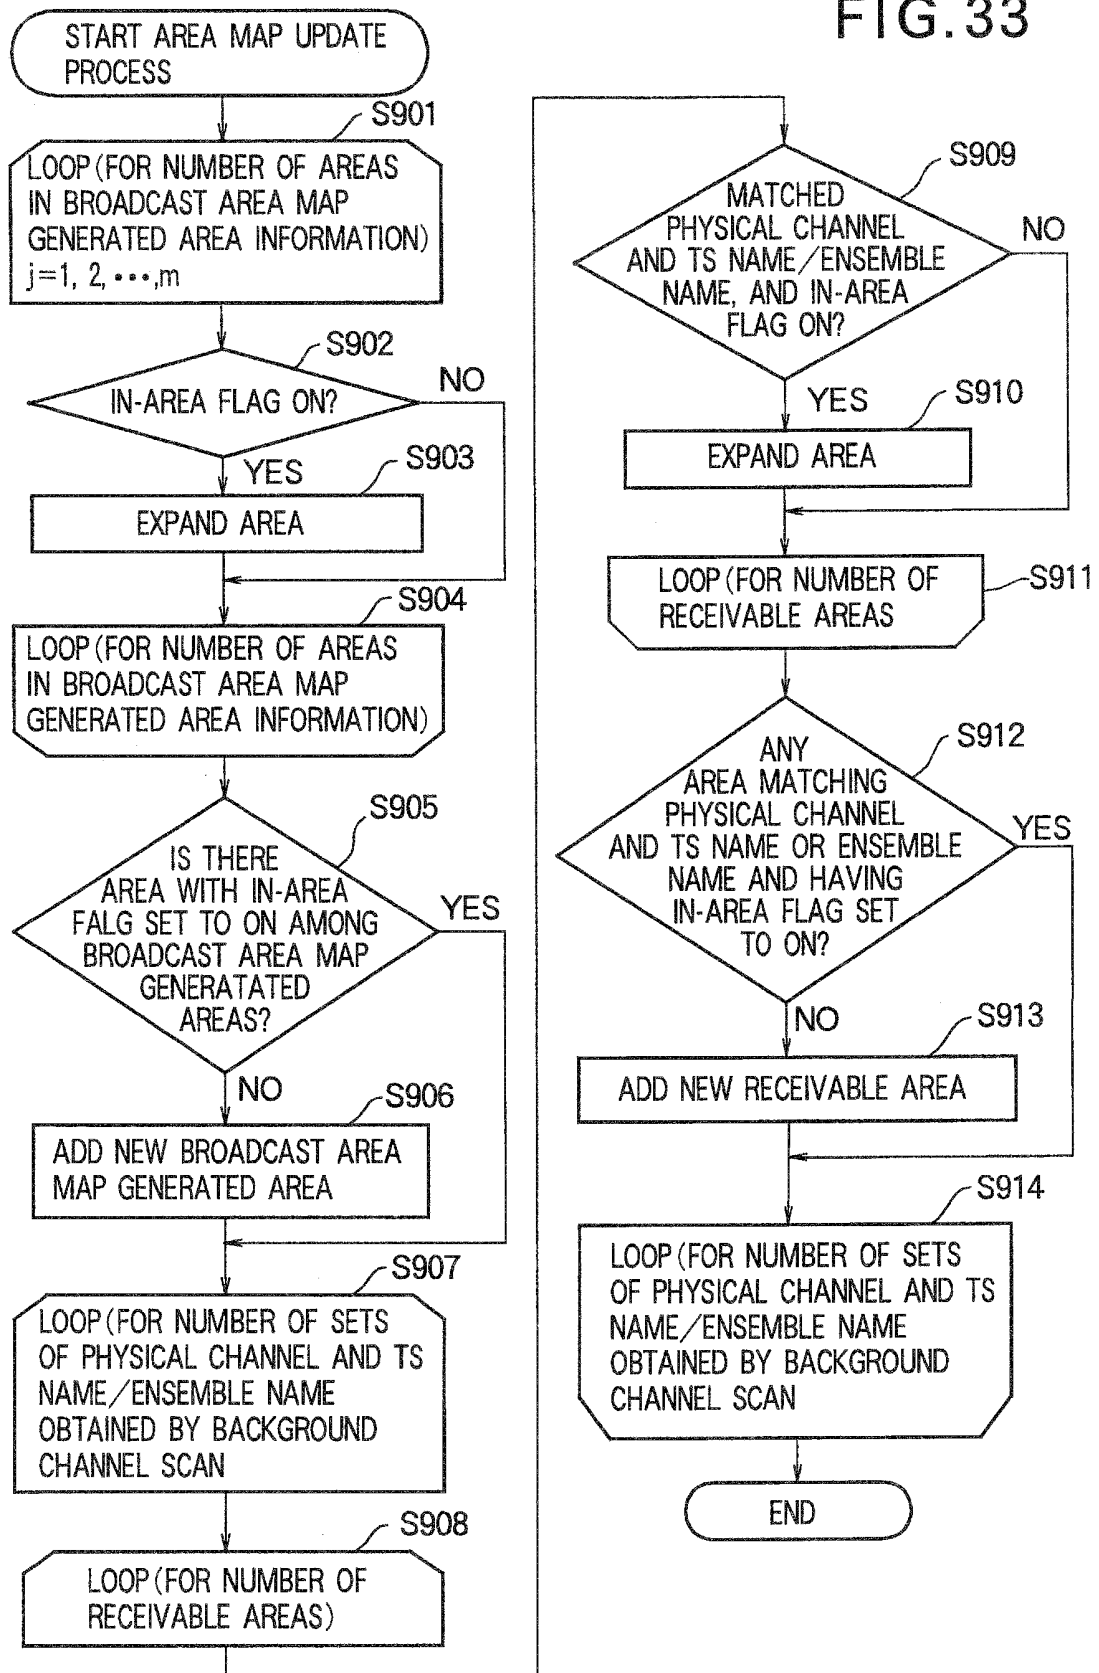 FIG.33
START AREA MAP UPDATE
PROCESS
S901
LOOP(FOR NUMBER OF AREAS
IN BROADCAST AREA MAP
GENERATED AREA INFORMATION)
j=1, 2, •••,m
S902
IN-AREA FLAG ON?
NO
YES
S903
EXPAND AREA
S904
LOOP(FOR NUMBER OF AREAS
IN BROADCAST AREA MAP
GENERATED AREA INFORMATION)
S905
IS THERE
AREA WITH IN-AREA
FALG SET TO ON AMONG
BROADCAST AREA MAP
GENERATATED
AREAS?
YES
NO
S906
ADD NEW BROADCAST AREA
MAP GENERATED AREA
S907
LOOP(FOR NUMBER OF SETS
OF PHYSICAL CHANNEL AND TS
NAME/ENSEMBLE NAME
OBTAINED BY BACKGROUND
CHANNEL SCAN
S908
LOOP(FOR NUMBER OF
RECEIVABLE AREAS)
S909
MATCHED
PHYSICAL CHANNEL
AND TS NAME/ENSEMBLE
NAME, AND IN-AREA
FLAG ON?
NO
YES
S910
EXPAND AREA
S911
LOOP(FOR NUMBER OF
RECEIVABLE AREAS
S912
ANY
AREA MATCHING
PHYSICAL CHANNEL
AND TS NAME OR ENSEMBLE
NAME AND HAVING
IN-AREA FLAG SET
TO ON?
YES
NO
S913
ADD NEW RECEIVABLE AREA
S914
LOOP(FOR NUMBER OF SETS
OF PHYSICAL CHANNEL AND TS
NAME/ENSEMBLE NAME
OBTAINED BY BACKGROUND
CHANNEL SCAN
END